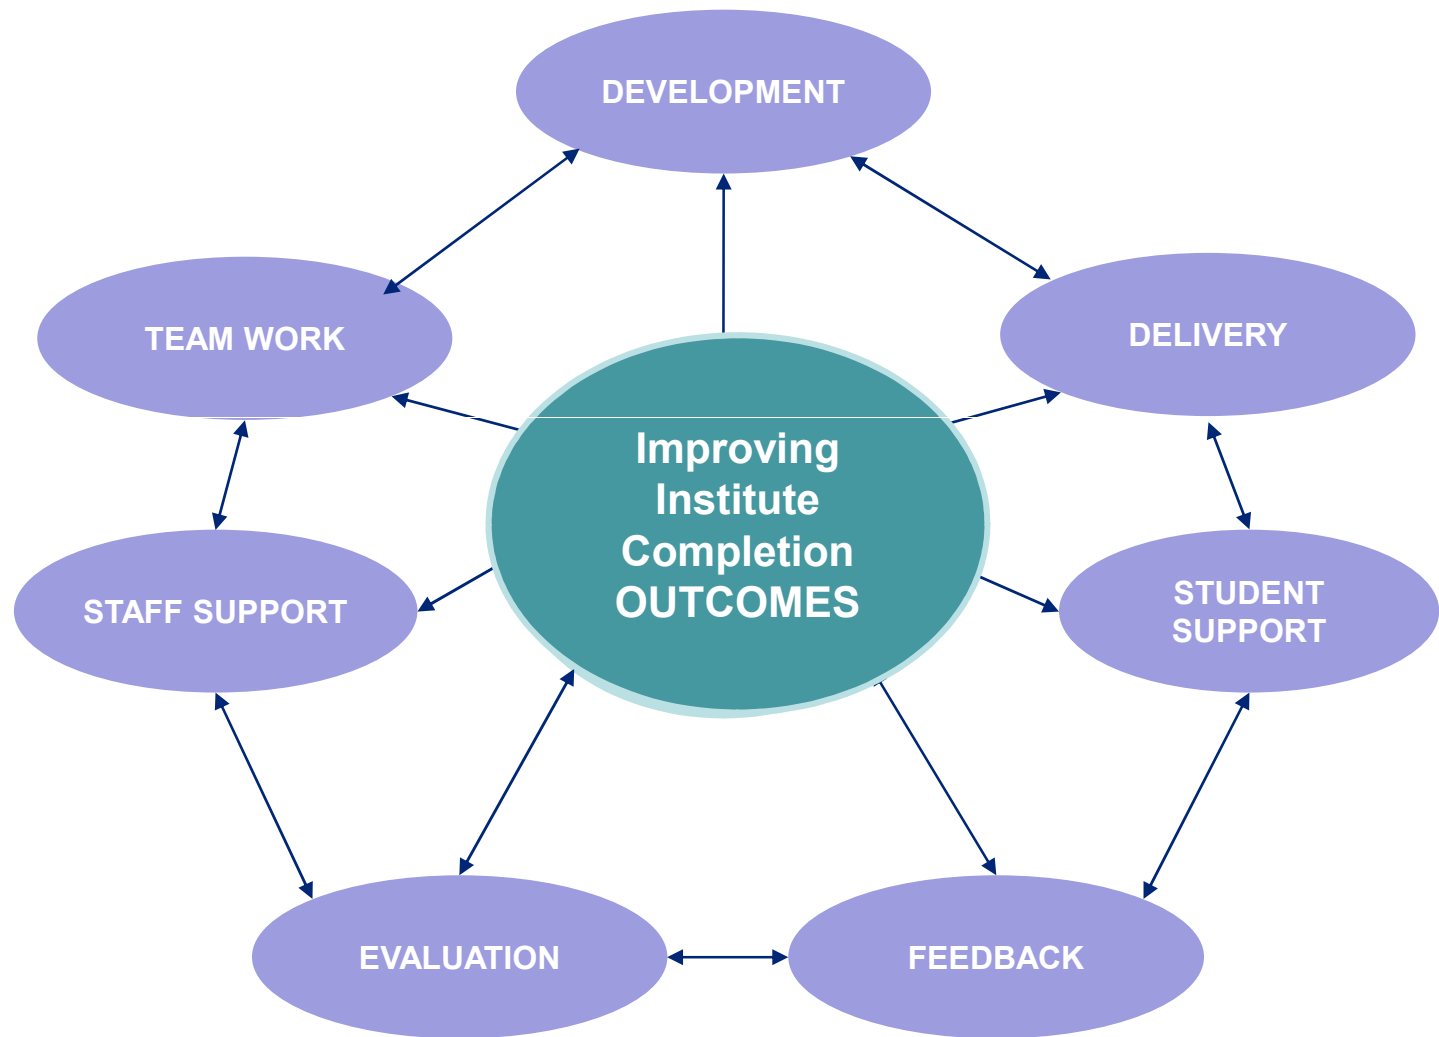 DEVELOPMENT
TEAM WORK
DELIVERY
Improving
Institute
Completion
OUTCOMES
STAFF SUPPORT
STUDENT
SUPPORT
EVALUATION
FEEDBACK